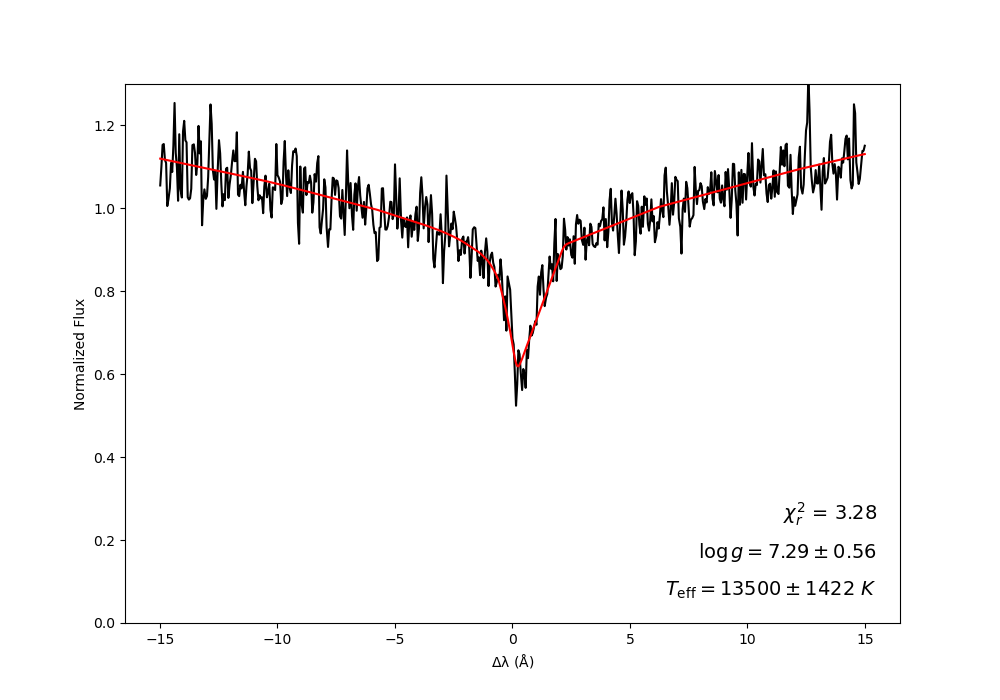 1.2
1.0
0.8
0.6
0.4
0.2
0.0
Normalized Flux
χ²ᵣ = 3.28
log g = 7.29 ± 0.56
T_eff = 13500 ± 1422 K
−15 −10 −5 0 5 10 15
Δλ (Å)